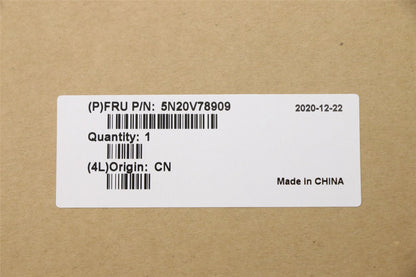 (P)FRU P/N: 5N20V78909
2020-12-22
Quantity: 1
(4L)Origin: CN
Made in CHINA